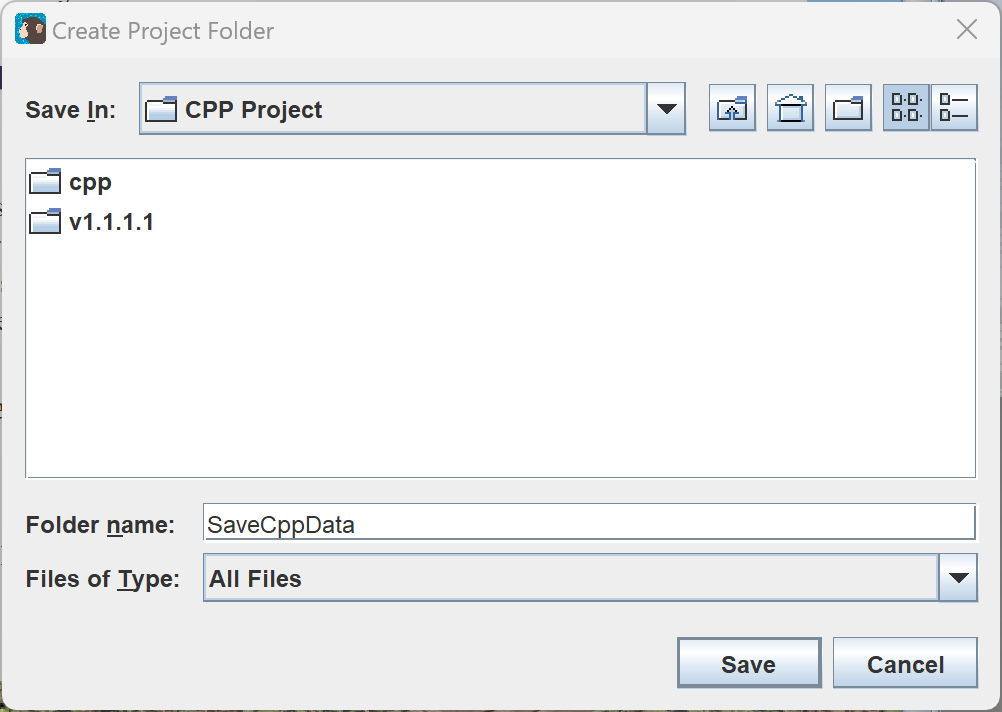 Create Project Folder
Save In: CPP Project
cpp
v1.1.1.1
Folder name: SaveCppData
Files of Type: All Files
Save Cancel